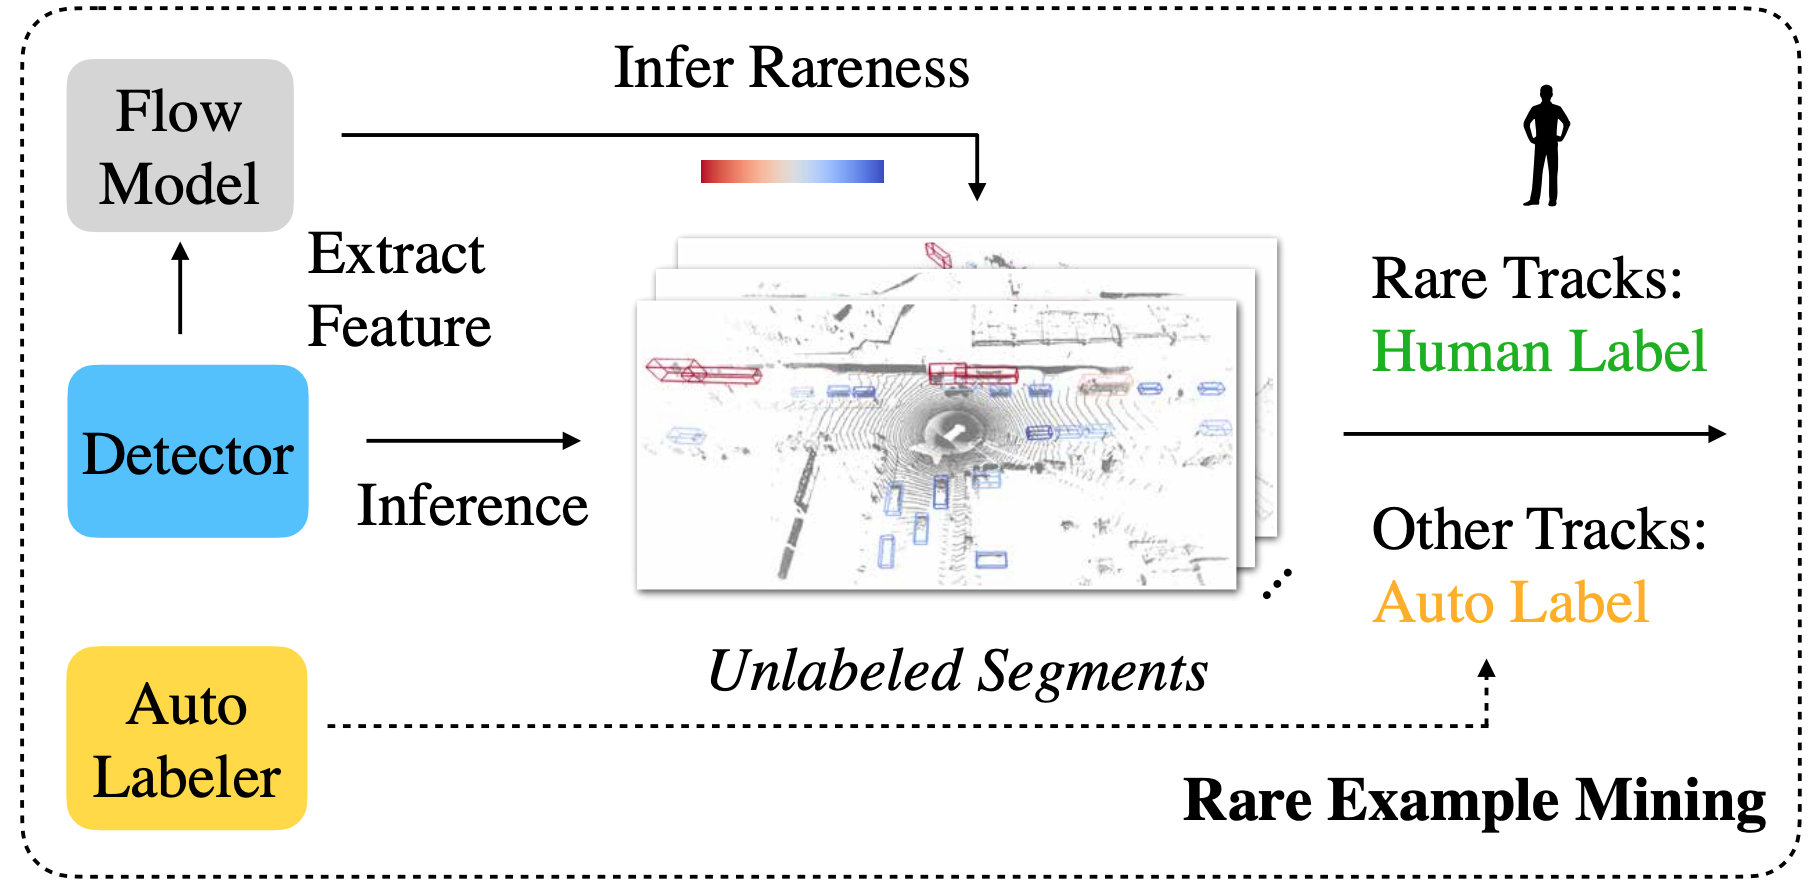 Flow
Model
Infer Rareness
Extract
Feature
Detector
Inference
Rare Tracks:
Human Label
Other Tracks:
Auto Label
Unlabeled Segments
Auto
Labeler
Rare Example Mining